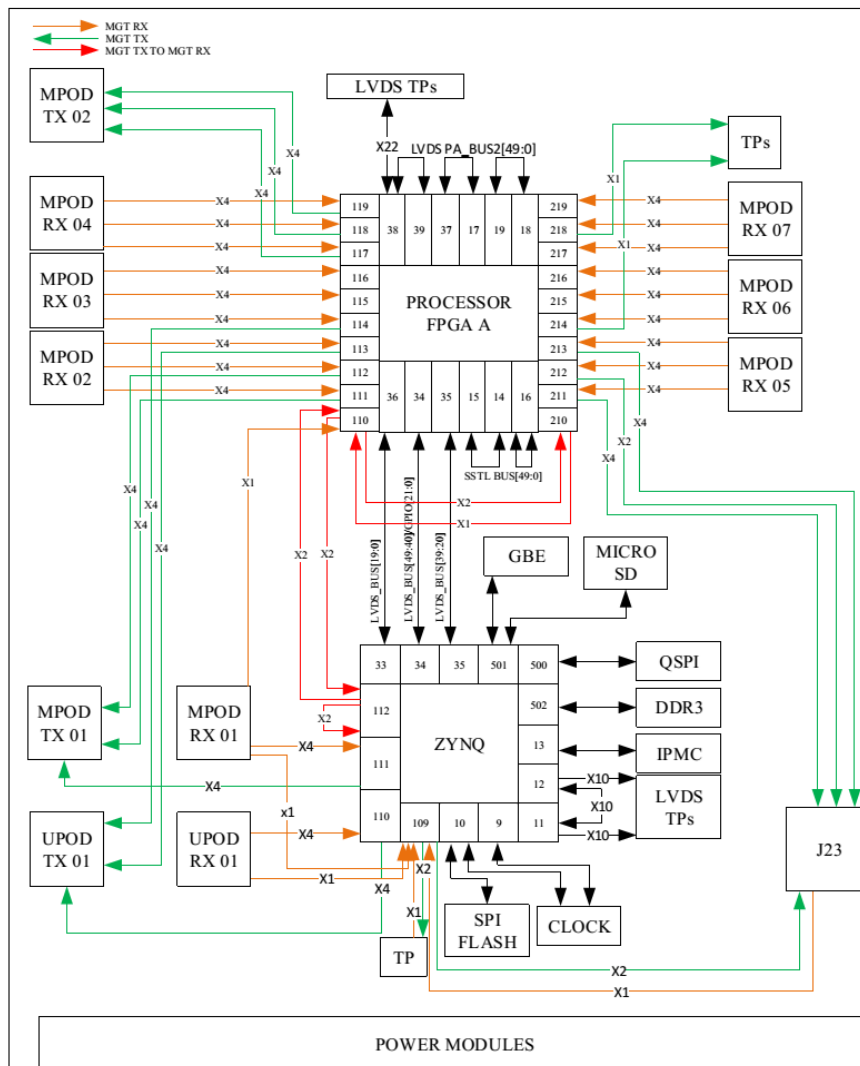 MGT RX
MGT TX
MGT TX TO MGT RX
MPOD
TX 02
LVDS TPs
TPs
X22
LVDS PA_BUS2[49:0]
X4
X4
X4
X1
X1
MPOD
RX 04
X4
X4
X4
MPOD
RX 03
X4
X4
X4
MPOD
RX 02
X4
X4
X4
119
118
117
116
115
114
113
112
111
110
38
39
37
17
19
18
PROCESSOR
FPGA A
36
34
35
15
14
16
219
218
217
216
215
214
213
212
211
210
X4
X4
X4
MPOD
RX 07
X4
X4
X4
MPOD
RX 06
X4
X4
X4
MPOD
RX 05
X4
X2
X4
SSTL BUS[49:0]
X2
X1
X1
X4
X4
X4
X4
X2
X2
LVDS_BUS[19:0]
LVDS_BUS[49:40]/GPIO[21:0]
LVDS_BUS[39:20]
GBE
MICRO
SD
33
34
35
501
500
112
111
110
ZYNQ
502
13
12
109
10
9
11
QSPI
DDR3
IPMC
LVDS
TPs
X10
X10
X10
MPOD
TX 01
MPOD
RX 01
X2
X4
X4
x1
UPOD
TX 01
UPOD
RX 01
X4
X1
X4
X2
X1
TP
SPI
FLASH
CLOCK
J23
X2
X1
POWER MODULES